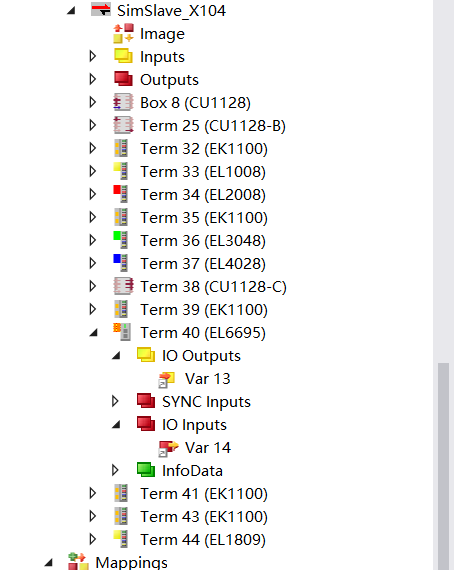 SimSlave_X104
Image
Inputs
Outputs
Box 8 (CU1128)
Term 25 (CU1128-B)
Term 32 (EK1100)
Term 33 (EL1008)
Term 34 (EL2008)
Term 35 (EK1100)
Term 36 (EL3048)
Term 37 (EL4028)
Term 38 (CU1128-C)
Term 39 (EK1100)
Term 40 (EL6695)
IO Outputs
Var 13
SYNC Inputs
IO Inputs
Var 14
InfoData
Term 41 (EK1100)
Term 43 (EK1100)
Term 44 (EL1809)
Mappings